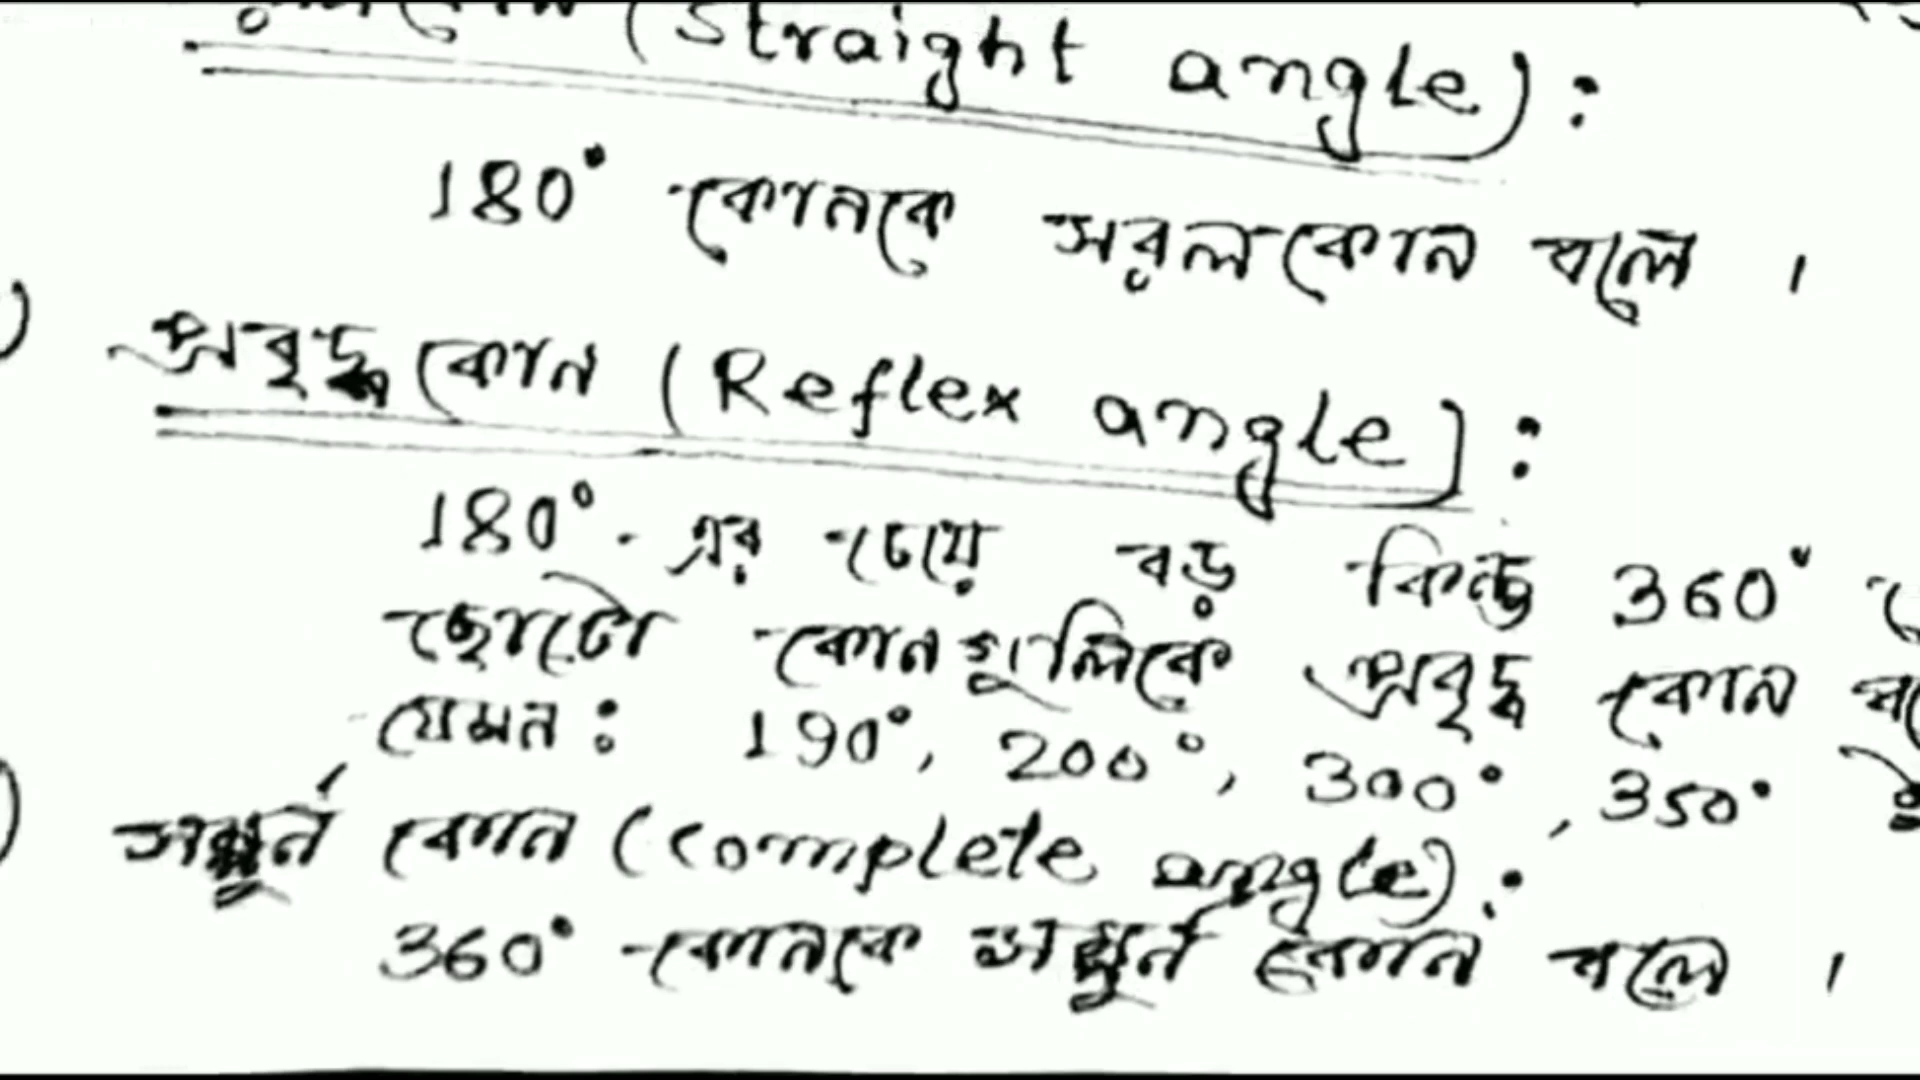 (Straight angle) :
180° কোনকে সরলকোন বলে ।
প্রবৃদ্ধ কোন (Reflex angle) :
180° এর চেয়ে বড় কিন্তু 360°
ছোটো কোনগুলিকে প্রবৃদ্ধ কোন
যেমন : 190°, 200°, 300°, 350°
সম্পূর্ন কোন (complete angle) :
360° কোনকে সম্পূর্ন কোন বলে ।